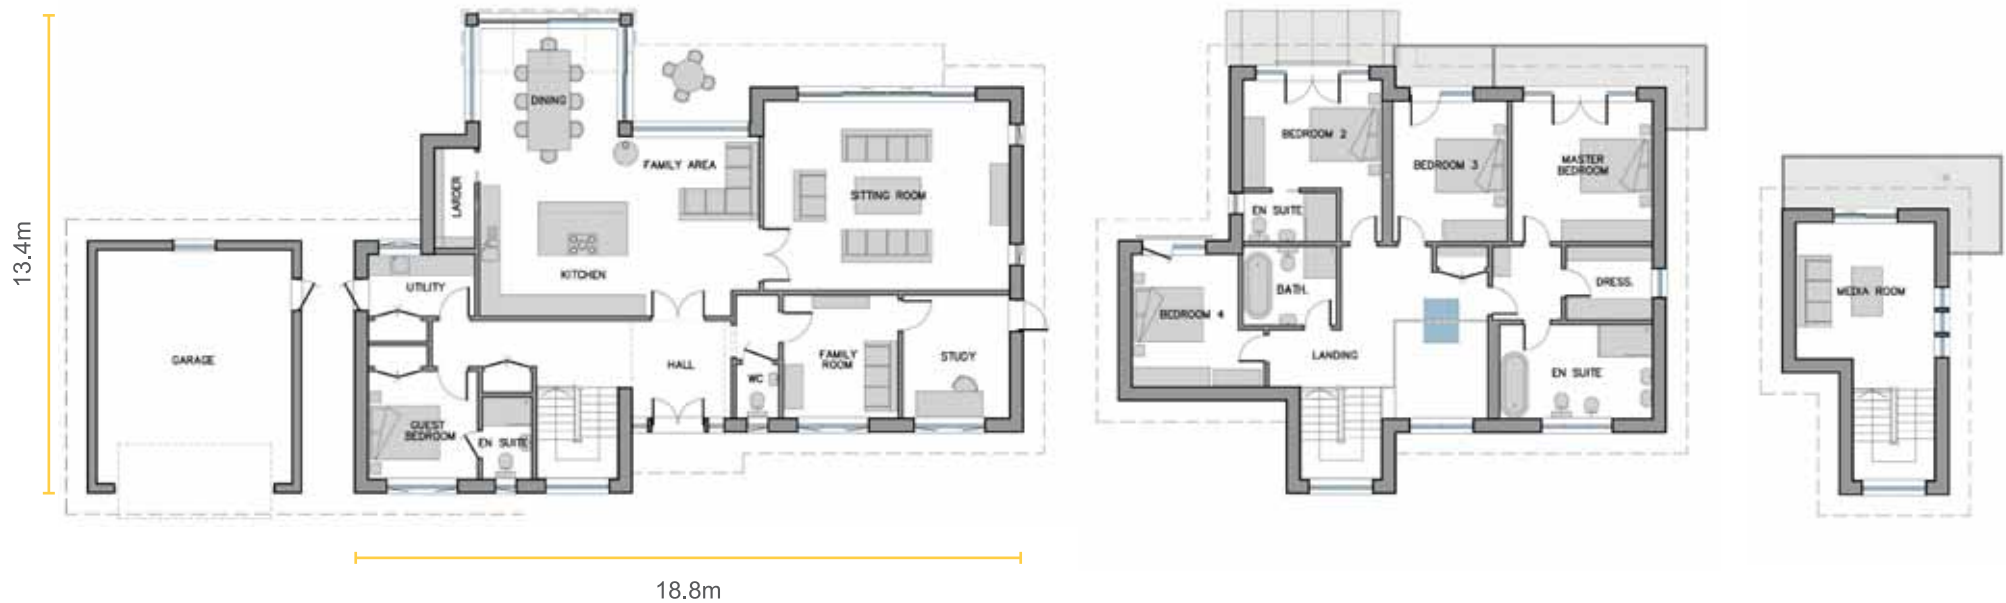 13.4m
DINING
FAMILY AREA
LARDER
SITTING ROOM
KITCHEN
UTILITY
GARAGE
HALL
WC
FAMILY
ROOM
STUDY
GUEST
BEDROOM
EN SUITE
18.8m
BEDROOM 2
BEDROOM 3
MASTER
BEDROOM
EN SUITE
BATH.
DRESS.
BEDROOM 4
LANDING
EN SUITE
MEDIA ROOM